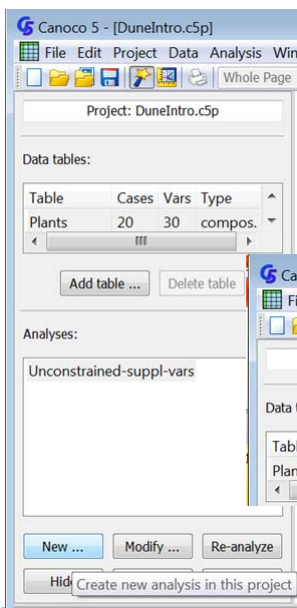 Canoco 5 - [DuneIntro.c5p]
File Edit Project Data Analysis Win
Whole Page
Project: DuneIntro.c5p
Data tables:
Table Cases Vars Type
Plants 20 30 compos.
Add table ... Delete table
Ca
Fi
Analyses:
Unconstrained-suppl-vars
Data t
Tabl
Plan
New ... Modify ... Re-analyze
Hid
Create new analysis in this project